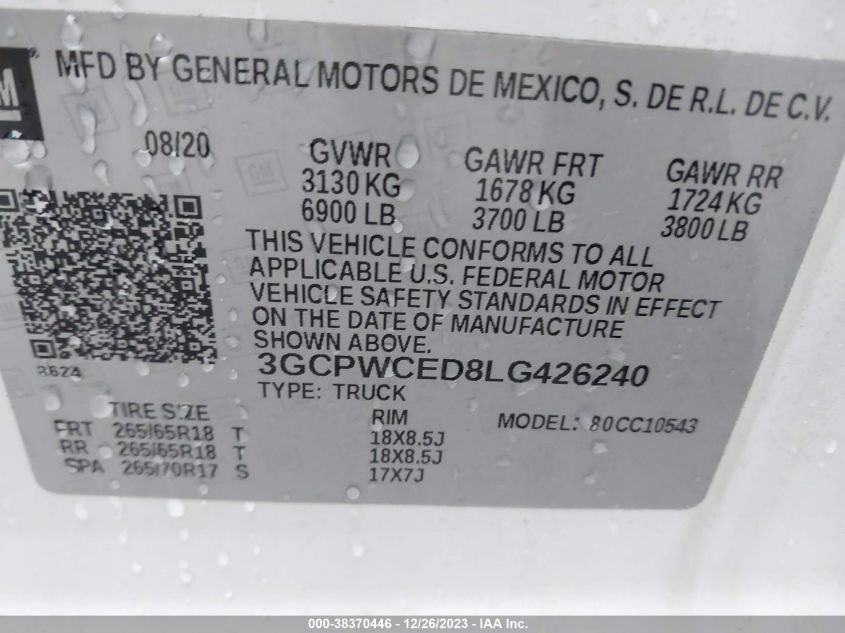 GM
MFD BY GENERAL MOTORS DE MEXICO, S. DE R.L. DE C.V.
08/20 GVWR GAWR FRT GAWR RR
3130 KG 1678 KG 1724 KG
6900 LB 3700 LB 3800 LB
THIS VEHICLE CONFORMS TO ALL
APPLICABLE U.S. FEDERAL MOTOR
VEHICLE SAFETY STANDARDS IN EFFECT
ON THE DATE OF MANUFACTURE
SHOWN ABOVE.
3GCPWCED8LG426240
8624
TYPE: TRUCK
TIRE SIZE RIM MODEL: 80CC10543
FRT 265/65R18 T 18X8.5J
RR 265/65R18 T 18X8.5J
SPA 265/70R17 S 17X7J
000-38370446 - 12/26/2023 - IAA Inc.